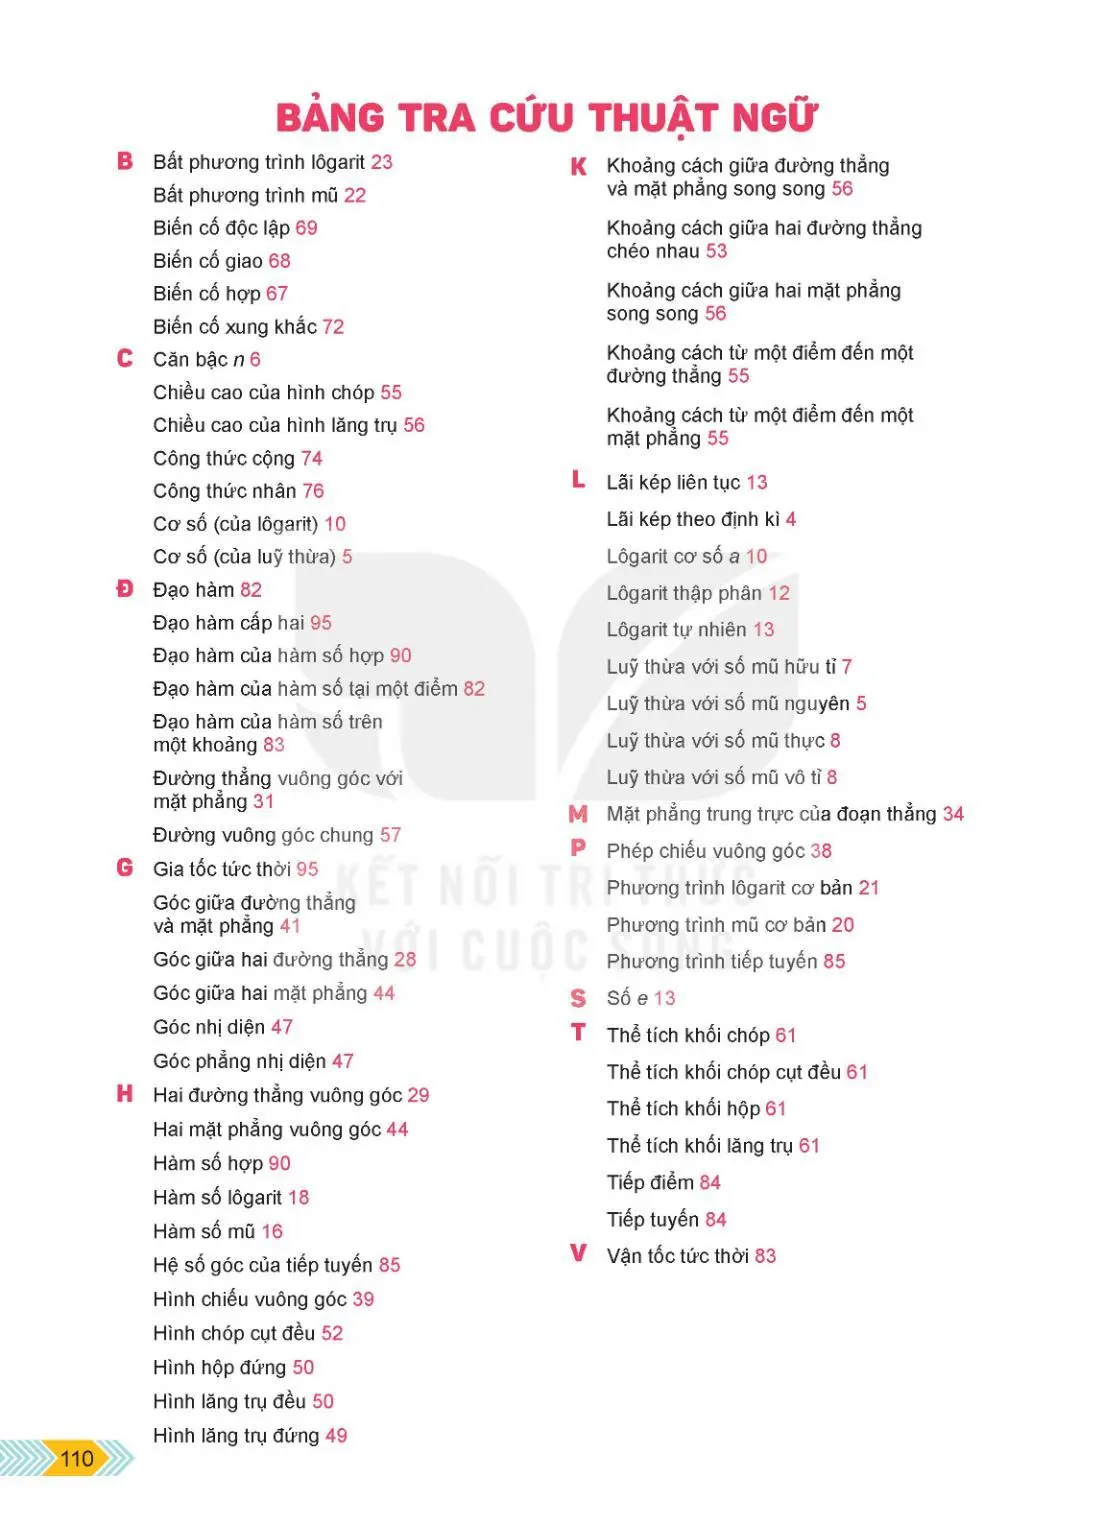 BẢNG TRA CỨU THUẬT NGỮ
B Bất phương trình lôgarit 23
Bất phương trình mũ 22
Biến cố độc lập 69
Biến cố giao 68
Biến cố hợp 67
Biến cố xung khắc 72
C Căn bậc n 6
Chiều cao của hình chóp 55
Chiều cao của hình lăng trụ 56
Công thức cộng 74
Công thức nhân 76
Cơ số (của lôgarit) 10
Cơ số (của luỹ thừa) 5
Đ Đạo hàm 82
Đạo hàm cấp hai 95
Đạo hàm của hàm số hợp 90
Đạo hàm của hàm số tại một điểm 82
Đạo hàm của hàm số trên
một khoảng 83
Đường thẳng vuông góc với
mặt phẳng 31
Đường vuông góc chung 57
G Gia tốc tức thời 95
Góc giữa đường thẳng
và mặt phẳng 41
Góc giữa hai đường thẳng 28
Góc giữa hai mặt phẳng 44
Góc nhị diện 47
Góc phẳng nhị diện 47
H Hai đường thẳng vuông góc 29
Hai mặt phẳng vuông góc 44
Hàm số hợp 90
Hàm số lôgarit 18
Hàm số mũ 16
Hệ số góc của tiếp tuyến 85
Hình chiếu vuông góc 39
Hình chóp cụt đều 52
Hình hộp đứng 50
Hình lăng trụ đều 50
Hình lăng trụ đứng 49
K Khoảng cách giữa đường thẳng
và mặt phẳng song song 56
Khoảng cách giữa hai đường thẳng
chéo nhau 53
Khoảng cách giữa hai mặt phẳng
song song 56
Khoảng cách từ một điểm đến một
đường thẳng 55
Khoảng cách từ một điểm đến một
mặt phẳng 55
L Lãi kép liên tục 13
Lãi kép theo định kì 4
Lôgarit cơ số a 10
Lôgarit thập phân 12
Lôgarit tự nhiên 13
Luỹ thừa với số mũ hữu tỉ 7
Luỹ thừa với số mũ nguyên 5
Luỹ thừa với số mũ thực 8
Luỹ thừa với số mũ vô tỉ 8
M Mặt phẳng trung trực của đoạn thẳng 34
P Phép chiếu vuông góc 38
Phương trình lôgarit cơ bản 21
Phương trình mũ cơ bản 20
Phương trình tiếp tuyến 85
S Số e 13
T Thể tích khối chóp 61
Thể tích khối chóp cụt đều 61
Thể tích khối hộp 61
Thể tích khối lăng trụ 61
Tiếp điểm 84
Tiếp tuyến 84
V Vận tốc tức thời 83
KẾT NỐI TRI THỨC
VỚI CUỘC SỐNG
110